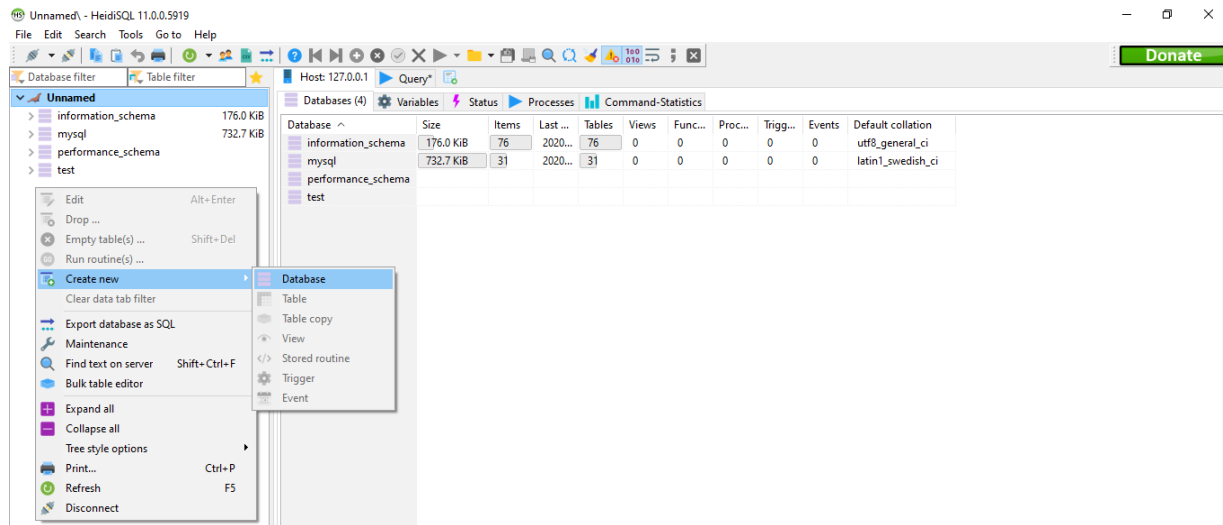 Unnamed\ - HeidiSQL 11.0.0.5919
File Edit Search Tools Go to Help
Donate
Database filter Table filter
Host: 127.0.0.1 Query*
Unnamed
information_schema 176.0 KiB
mysql 732.7 KiB
performance_schema
test
Databases (4) Variables Status Processes Command-Statistics
Database Size Items Last ... Tables Views Func... Proc... Trigg... Events Default collation
information_schema 176.0 KiB 76 2020... 76 0 0 0 0 0 utf8_general_ci
mysql 732.7 KiB 31 2020... 31 0 0 0 0 0 latin1_swedish_ci
performance_schema
test
Edit Alt+Enter
Drop ...
Empty table(s) ... Shift+Del
Run routine(s) ...
Create new
Clear data tab filter
Export database as SQL
Maintenance
Find text on server Shift+Ctrl+F
Bulk table editor
Expand all
Collapse all
Tree style options
Print... Ctrl+P
Refresh F5
Disconnect
Database
Table
Table copy
View
Stored routine
Trigger
Event